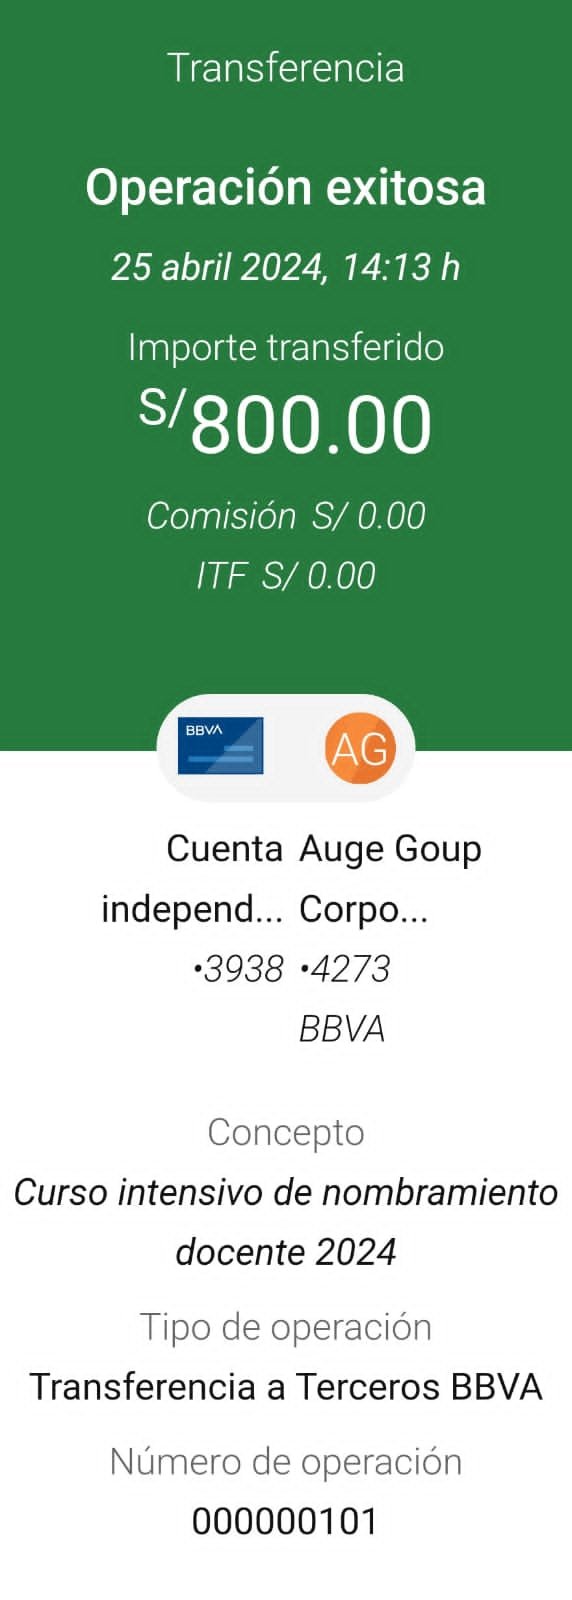 Transferencia
Operación exitosa
25 abril 2024, 14:13 h
Importe transferido
S/800.00
Comisión S/ 0.00
ITF S/ 0.00
BBVA AG
Cuenta Auge Goup
independ... Corpo...
•3938 •4273
BBVA
Concepto
Curso intensivo de nombramiento
docente 2024
Tipo de operación
Transferencia a Terceros BBVA
Número de operación
000000101